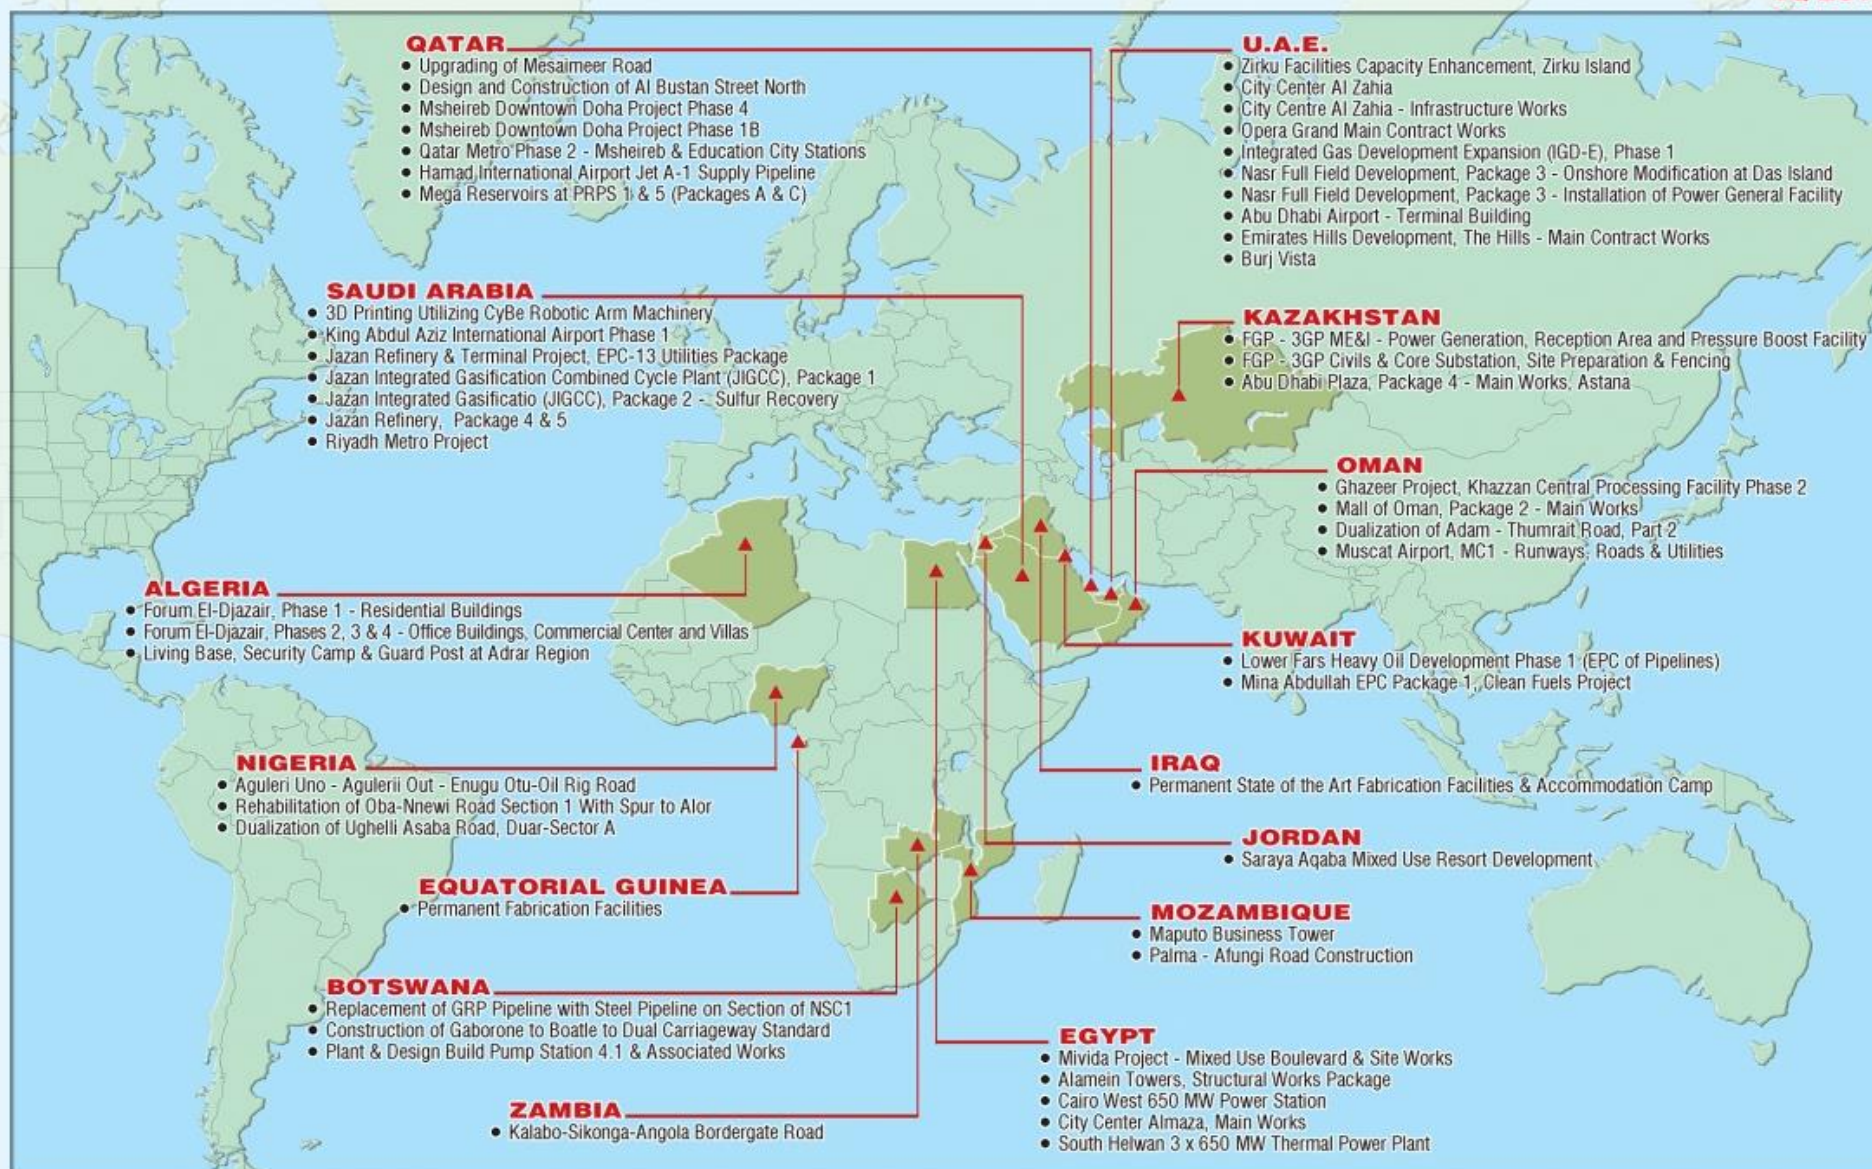 QATAR
• Upgrading of Mesaimeer Road
• Design and Construction of Al Bustan Street North
• Msheireb Downtown Doha Project Phase 4
• Msheireb Downtown Doha Project Phase 1B
• Qatar Metro Phase 2 - Msheireb & Education City Stations
• Hamad International Airport Jet A-1 Supply Pipeline
• Mega Reservoirs at PRPS 1 & 5 (Packages A & C)
U.A.E.
• Zirku Facilities Capacity Enhancement, Zirku Island
• City Center Al Zahia
• City Centre Al Zahia - Infrastructure Works
• Opera Grand Main Contract Works
• Integrated Gas Development Expansion (IGD-E), Phase 1
• Nasr Full Field Development, Package 3 - Onshore Modification at Das Island
• Nasr Full Field Development, Package 3 - Installation of Power General Facility
• Abu Dhabi Airport - Terminal Building
• Emirates Hills Development, The Hills - Main Contract Works
• Burj Vista
SAUDI ARABIA
• 3D Printing Utilizing CyBe Robotic Arm Machinery
• King Abdul Aziz International Airport Phase 1
• Jazan Refinery & Terminal Project, EPC-13 Utilities Package
• Jazan Integrated Gasification Combined Cycle Plant (JIGCC), Package 1
• Jazan Integrated Gasificatio (JIGCC), Package 2 - Sulfur Recovery
• Jazan Refinery, Package 4 & 5
• Riyadh Metro Project
KAZAKHSTAN
• FGP - 3GP ME&I - Power Generation, Reception Area and Pressure Boost Facility
• FGP - 3GP Civils & Core Substation, Site Preparation & Fencing
• Abu Dhabi Plaza, Package 4 - Main Works, Astana
OMAN
• Ghazeer Project, Khazzan Central Processing Facility Phase 2
• Mall of Oman, Package 2 - Main Works
• Dualization of Adam - Thumrait Road, Part 2
• Muscat Airport, MC1 - Runways, Roads & Utilities
ALGERIA
• Forum El-Djazair, Phase 1 - Residential Buildings
• Forum El-Djazair, Phases 2, 3 & 4 - Office Buildings, Commercial Center and Villas
• Living Base, Security Camp & Guard Post at Adrar Region
KUWAIT
• Lower Fars Heavy Oil Development Phase 1 (EPC of Pipelines)
• Mina Abdullah EPC Package 1, Clean Fuels Project
NIGERIA
• Aguleri Uno - Agulerii Out - Enugu Otu-Oil Rig Road
• Rehabilitation of Oba-Nnewi Road Section 1 With Spur to Alor
• Dualization of Ughelli Asaba Road, Duar-Sector A
IRAQ
• Permanent State of the Art Fabrication Facilities & Accommodation Camp
JORDAN
• Saraya Aqaba Mixed Use Resort Development
EQUATORIAL GUINEA
• Permanent Fabrication Facilities
MOZAMBIQUE
• Maputo Business Tower
• Palma - Afungi Road Construction
BOTSWANA
• Replacement of GRP Pipeline with Steel Pipeline on Section of NSC1
• Construction of Gaborone to Boatle to Dual Carriageway Standard
• Plant & Design Build Pump Station 4.1 & Associated Works
EGYPT
• Mivida Project - Mixed Use Boulevard & Site Works
• Alamein Towers, Structural Works Package
• Cairo West 650 MW Power Station
• City Center Almaza, Main Works
• South Helwan 3 x 650 MW Thermal Power Plant
ZAMBIA
• Kalabo-Sikonga-Angola Bordergate Road